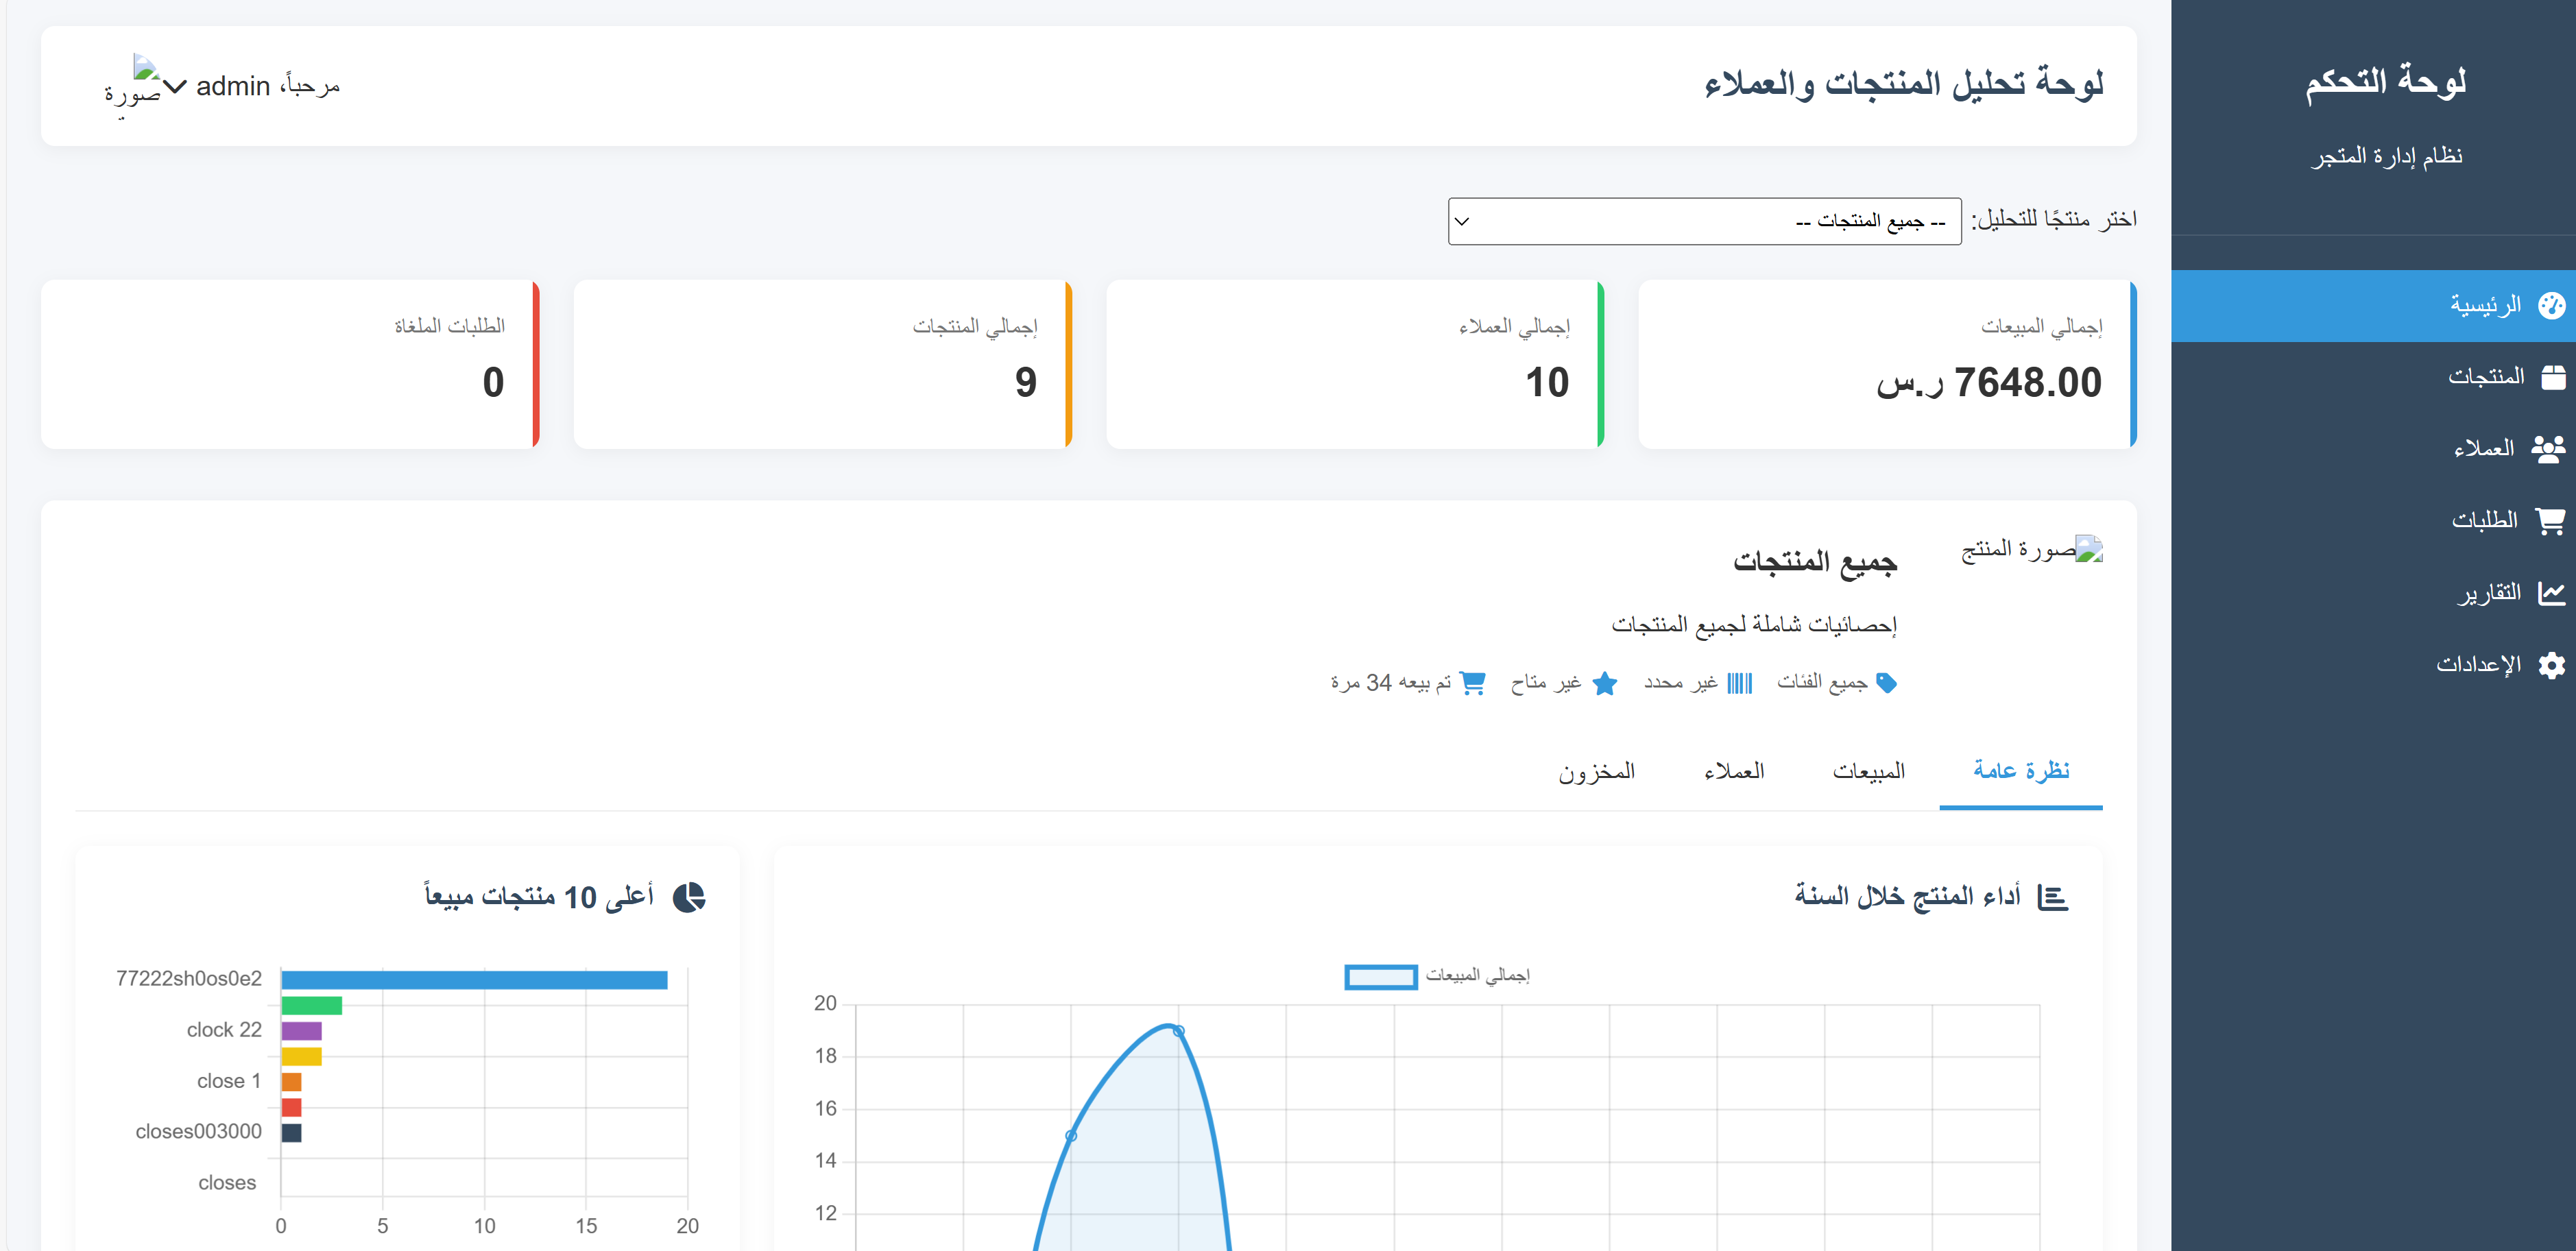 لوحة التحكم
نظام إدارة المتجر
الرئيسية
المنتجات
العملاء
الطلبات
التقارير
الإعدادات
لوحة تحليل المنتجات والعملاء
مرحباً، admin
صورة
اختر منتجًا للتحليل:
-- جميع المنتجات --
إجمالي المبيعات
7648.00 ر.س
إجمالي العملاء
10
إجمالي المنتجات
9
الطلبات الملغاة
0
صورة المنتج
جميع المنتجات
إحصائيات شاملة لجميع المنتجات
جميع الفئات
غير محدد
غير متاح
تم بيعه 34 مرة
نظرة عامة
المبيعات
العملاء
المخزون
أداء المنتج خلال السنة
إجمالي المبيعات
20
18
16
14
12
أعلى 10 منتجات مبيعاً
77222sh0os0e2
clock 22
close 1
closes003000
closes
0 5 10 15 20